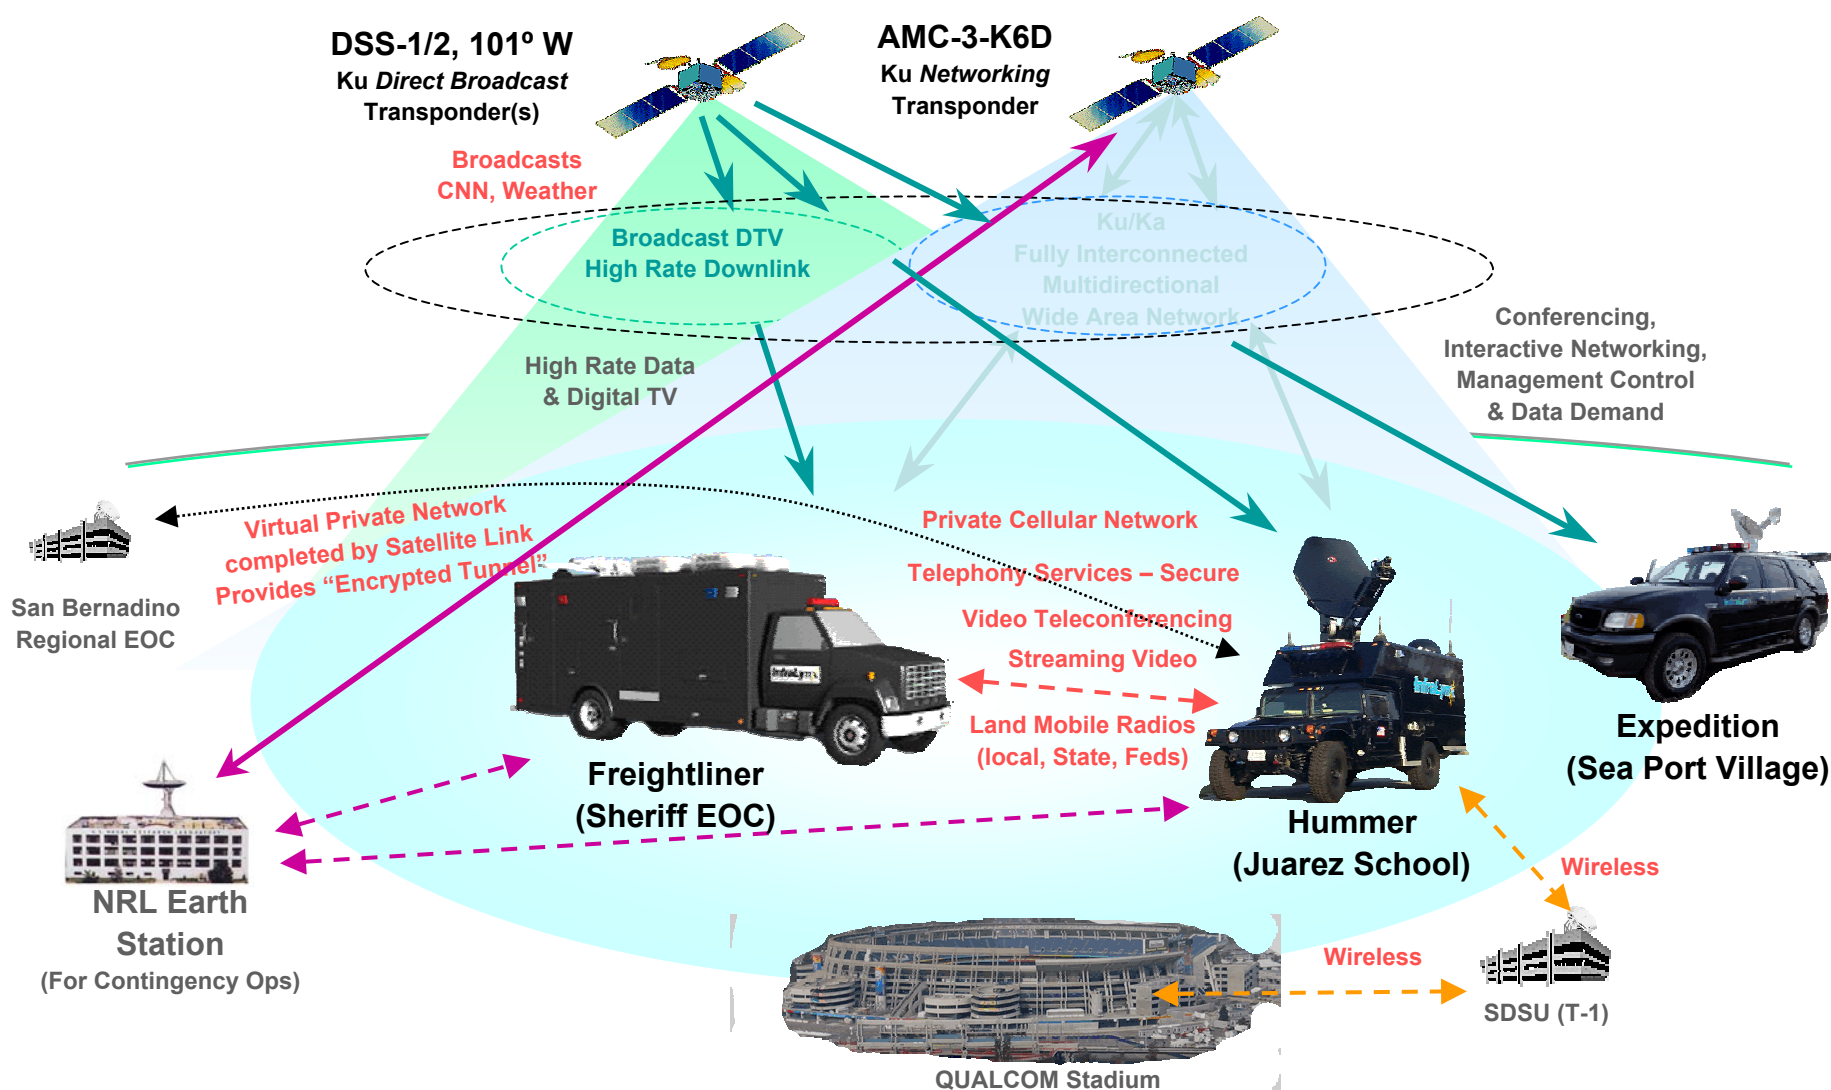 DSS-1/2, 101º W
Ku Direct Broadcast
Transponder(s)
AMC-3-K6D
Ku Networking
Transponder
Broadcasts
CNN, Weather
Broadcast DTV
High Rate Downlink
Ku/Ka
Fully Interconnected
Multidirectional
Wide Area Network
High Rate Data
& Digital TV
Conferencing,
Interactive Networking,
Management Control
& Data Demand
Virtual Private Network
completed by Satellite Link
Provides “Encrypted Tunnel”
San Bernadino
Regional EOC
Private Cellular Network
Telephony Services – Secure
Video Teleconferencing
Streaming Video
Land Mobile Radios
(local, State, Feds)
Freightliner
(Sheriff EOC)
Hummer
(Juarez School)
Expedition
(Sea Port Village)
NRL Earth
Station
(For Contingency Ops)
Wireless
Wireless
SDSU (T-1)
QUALCOM Stadium